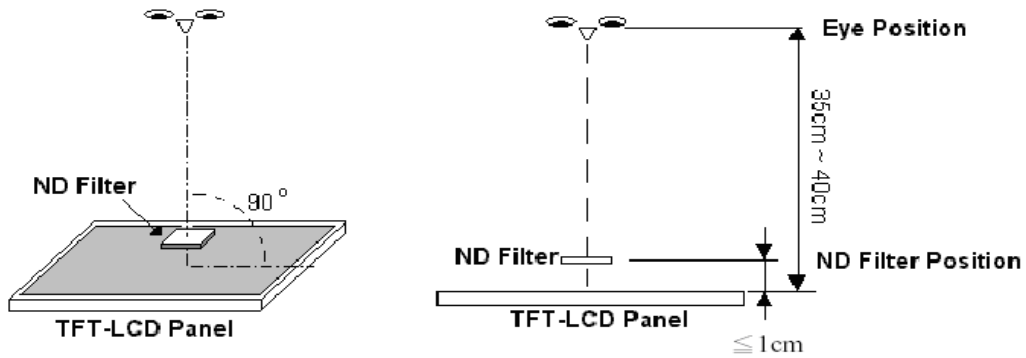 ND Filter
90°
TFT-LCD Panel
Eye Position
35cm ~ 40cm
ND Filter
ND Filter Position
TFT-LCD Panel
≦1cm